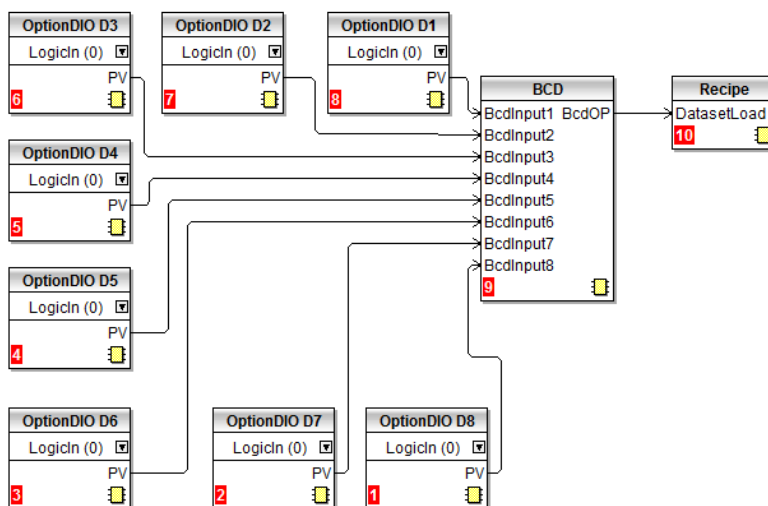 OptionDIO D3
LogicIn (0)
PV
6
OptionDIO D2
LogicIn (0)
PV
7
OptionDIO D1
LogicIn (0)
PV
8
BCD
BcdInput1 BcdOP
BcdInput2
BcdInput3
BcdInput4
BcdInput5
BcdInput6
BcdInput7
BcdInput8
9
Recipe
DatasetLoad
10
OptionDIO D4
LogicIn (0)
PV
5
OptionDIO D5
LogicIn (0)
PV
4
OptionDIO D6
LogicIn (0)
PV
3
OptionDIO D7
LogicIn (0)
PV
2
OptionDIO D8
LogicIn (0)
PV
1